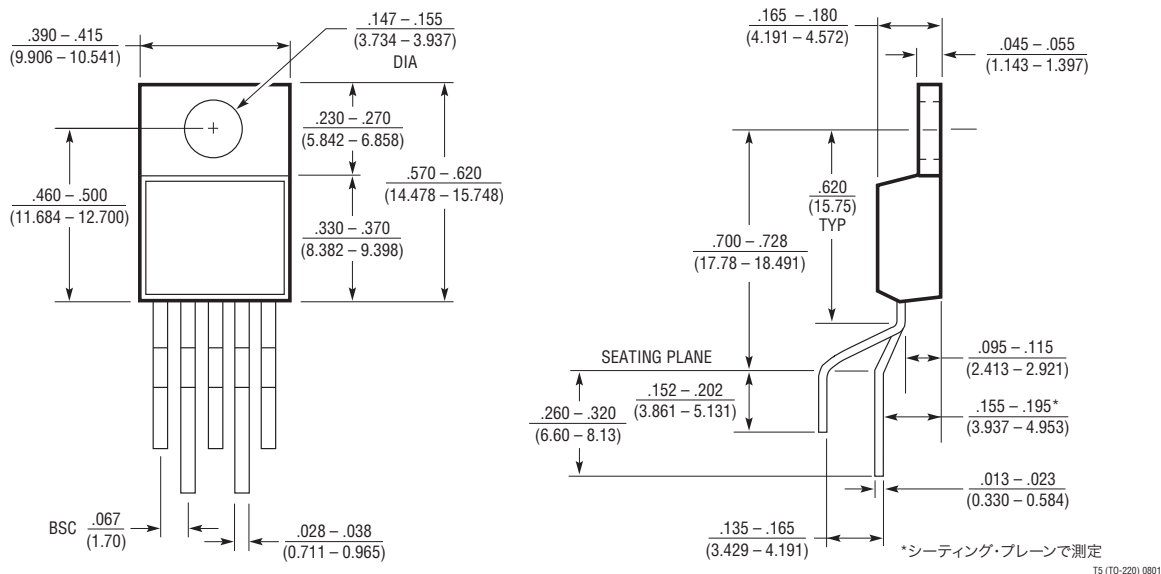 .390 – .415
(9.906 – 10.541)
.147 – .155
(3.734 – 3.937)
DIA
.230 – .270
(5.842 – 6.858)
.570 – .620
(14.478 – 15.748)
.460 – .500
(11.684 – 12.700)
.330 – .370
(8.382 – 9.398)
BSC
.067
(1.70)
.028 – .038
(0.711 – 0.965)
.165 – .180
(4.191 – 4.572)
.045 – .055
(1.143 – 1.397)
.620
(15.75)
TYP
.700 – .728
(17.78 – 18.491)
SEATING PLANE
.095 – .115
(2.413 – 2.921)
.152 – .202
(3.861 – 5.131)
.260 – .320
(6.60 – 8.13)
.155 – .195*
(3.937 – 4.953)
.013 – .023
(0.330 – 0.584)
.135 – .165
(3.429 – 4.191)
*シーティング・プレーンで測定
T5 (TO-220) 0801